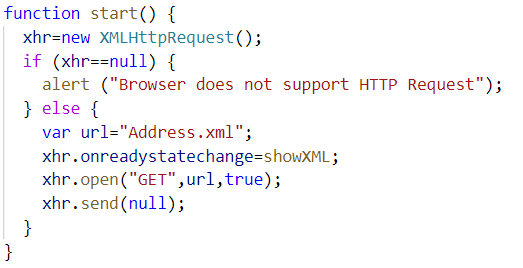 function start() {
xhr=new XMLHttpRequest();
if (xhr==null) {
alert ("Browser does not support HTTP Request");
} else {
var url="Address.xml";
xhr.onreadystatechange=showXML;
xhr.open("GET",url,true);
xhr.send(null);
}
}